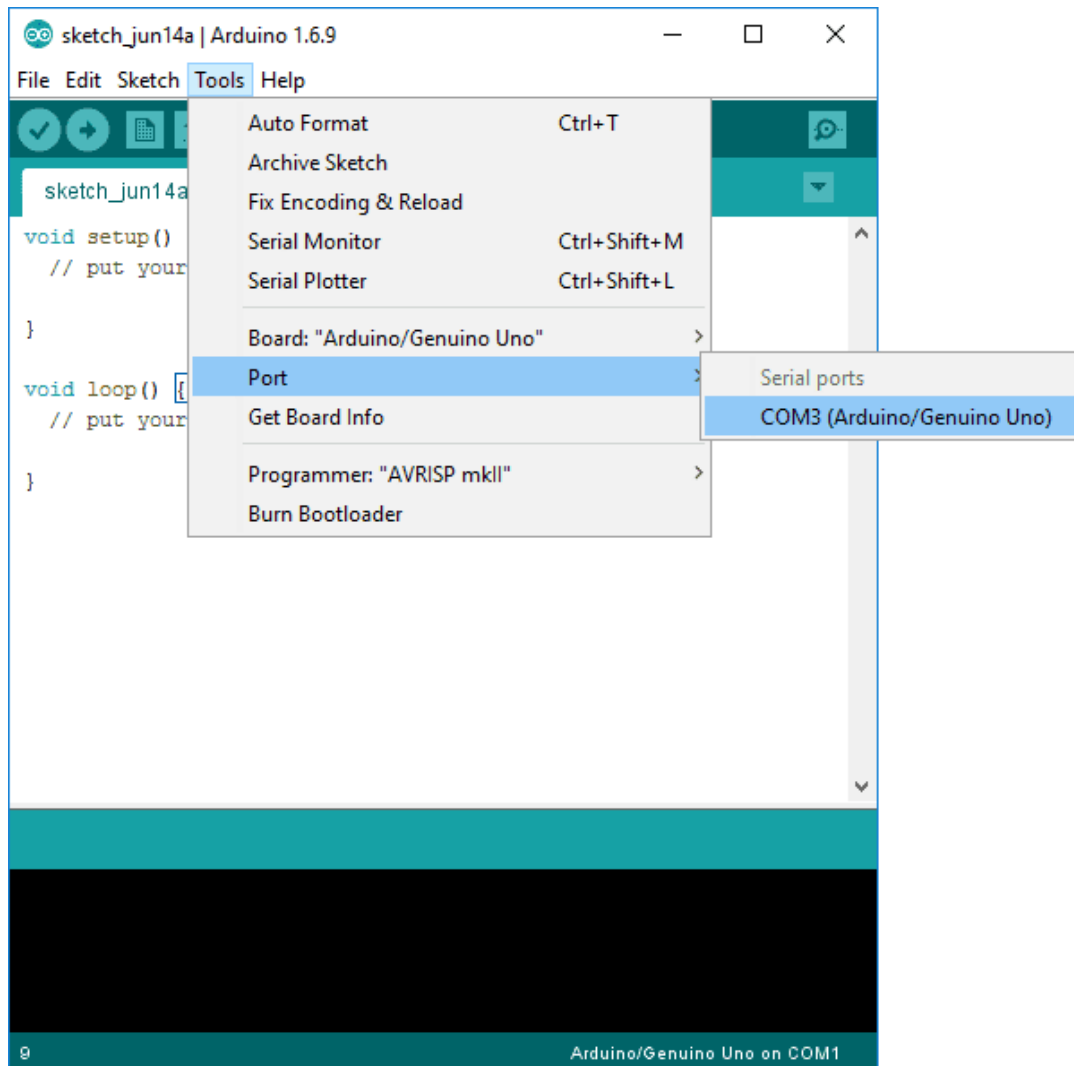 sketch_jun14a | Arduino 1.6.9
File Edit Sketch Tools Help
Auto Format Ctrl+T
Archive Sketch
sketch_jun14a
Fix Encoding & Reload
void setup()
Serial Monitor Ctrl+Shift+M
// put your
Serial Plotter Ctrl+Shift+L
}
Board: "Arduino/Genuino Uno"
Port
Serial ports
void loop() {
Get Board Info
COM3 (Arduino/Genuino Uno)
// put your
Programmer: "AVRISP mkII"
}
Burn Bootloader
9 Arduino/Genuino Uno on COM1